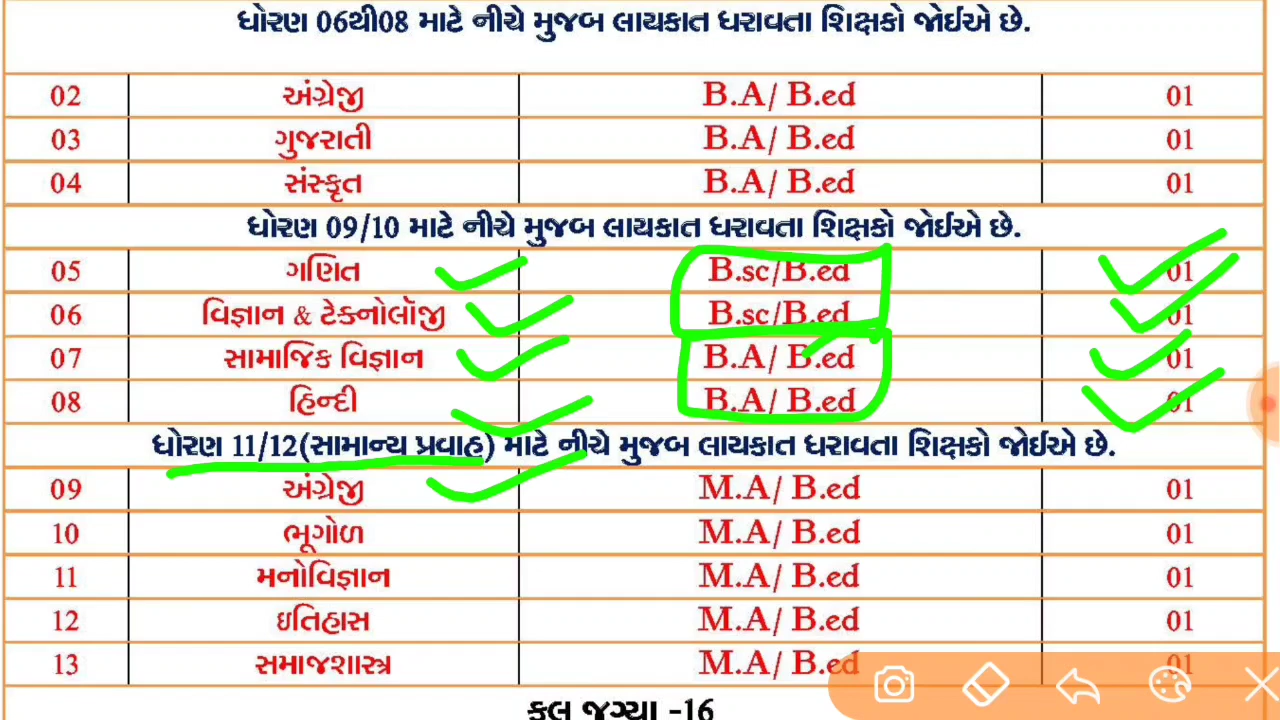 ધોરણ 06થી08 માટે નીચે મુજબ લાયકાત ધરાવતા શિક્ષકો જોઈએ છે.
02 અંગ્રેજી B.A/ B.ed 01
03 ગુજરાતી B.A/ B.ed 01
04 સંસ્કૃત B.A/ B.ed 01
ધોરણ 09/10 માટે નીચે મુજબ લાયકાત ધરાવતા શિક્ષકો જોઈએ છે.
05 ગણિત B.sc/B.ed 01
06 વિજ્ઞાન & ટેક્નોલૉજી B.sc/B.ed 01
07 સામાજિક વિજ્ઞાન B.A/ B.ed 01
08 હિન્દી B.A/ B.ed 01
ધોરણ 11/12(સામાન્ય પ્રવાહ) માટે નીચે મુજબ લાયકાત ધરાવતા શિક્ષકો જોઈએ છે.
09 અંગ્રેજી M.A/ B.ed 01
10 ભૂગોળ M.A/ B.ed 01
11 મનોવિજ્ઞાન M.A/ B.ed 01
12 ઇતિહાસ M.A/ B.ed 01
13 સમાજશાસ્ત્ર M.A/ B.ed 01
કુલ જગ્યા -16